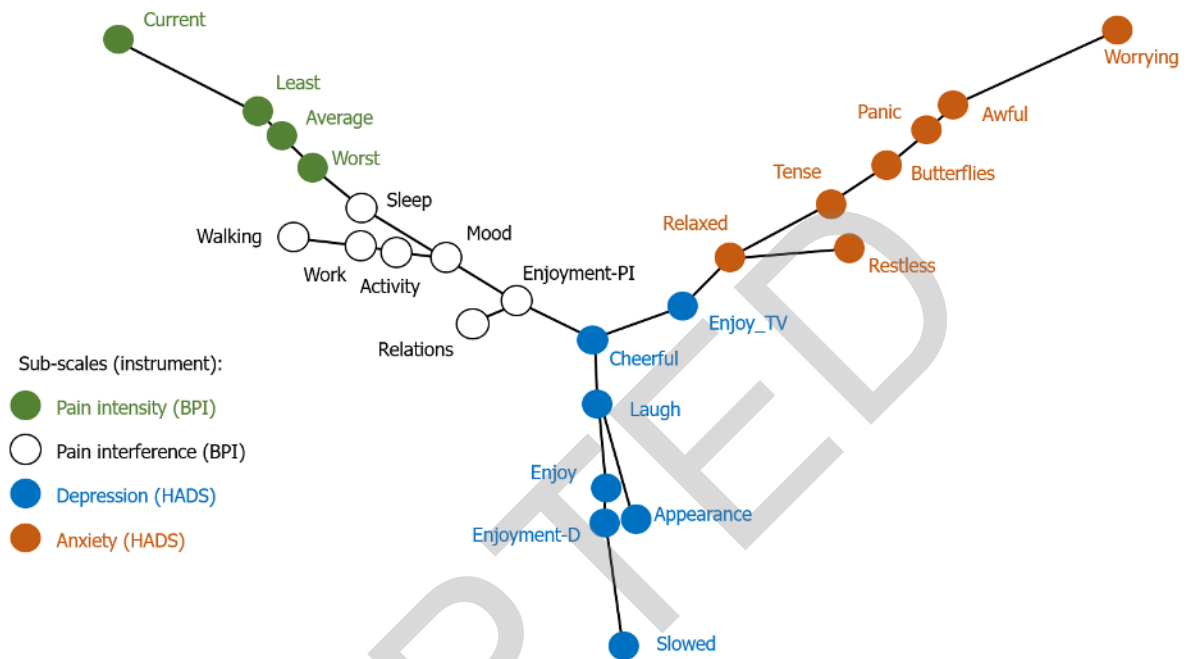 Current
Worrying
Least
Panic
Awful
Average
Worst
Tense
Butterflies
Sleep
Relaxed
Walking
Mood
Restless
Work
Activity
Enjoyment-PI
Enjoy_TV
Relations
Cheerful
Sub-scales (instrument):
Laugh
Pain intensity (BPI)
Pain interference (BPI)
Enjoy
Depression (HADS)
Appearance
Enjoyment-D
Anxiety (HADS)
Slowed
PTED